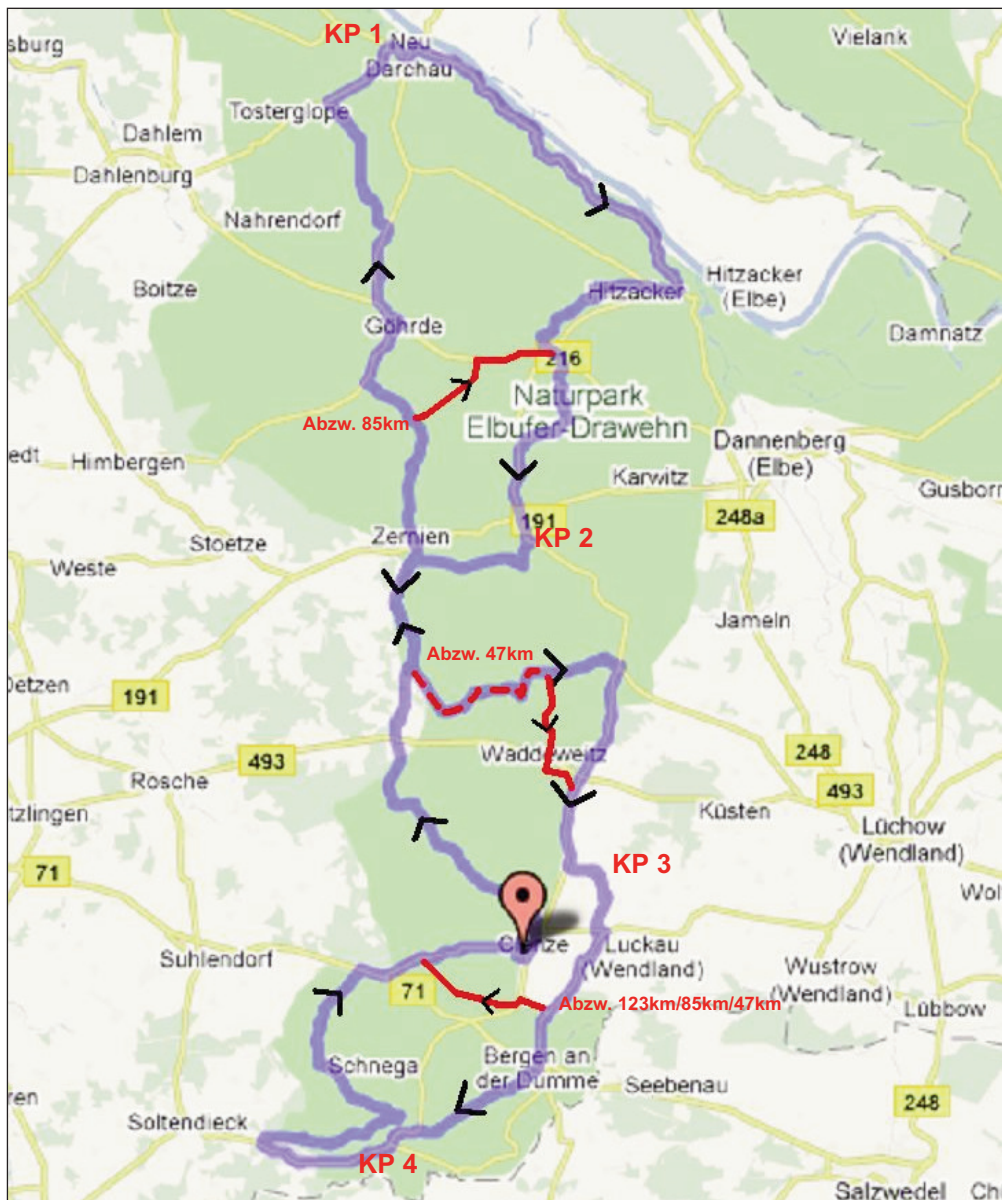 KP 1
Neu
Darchau
sburg
Vielank
Tosterglope
Dahlem
Dahlenburg
Nahrendorf
Boitze
Hitzacker
Hitzacker
(Elbe)
Damnatz
Göhrde
216
Naturpark
Elbufer-Drawehn
Abzw. 85km
Dannenberg
(Elbe)
edt
Himbergen
Karwitz
Gusborn
248a
191
KP 2
Zernien
Stoetze
Weste
Jameln
Abzw. 47km
Oetzen
191
248
493
Waddeweitz
493
Rosche
Küsten
tzlingen
Lüchow
(Wendland)
71
KP 3
Wol
Clenze
Suhlendorf
Luckau
(Wendland)
Wustrow
(Wendland)
71
Abzw. 123km/85km/47km
Lübbow
Schnega
Bergen an
der Dumme
Seebenau
ren
248
Soltendieck
KP 4
Salzwedel
Ch